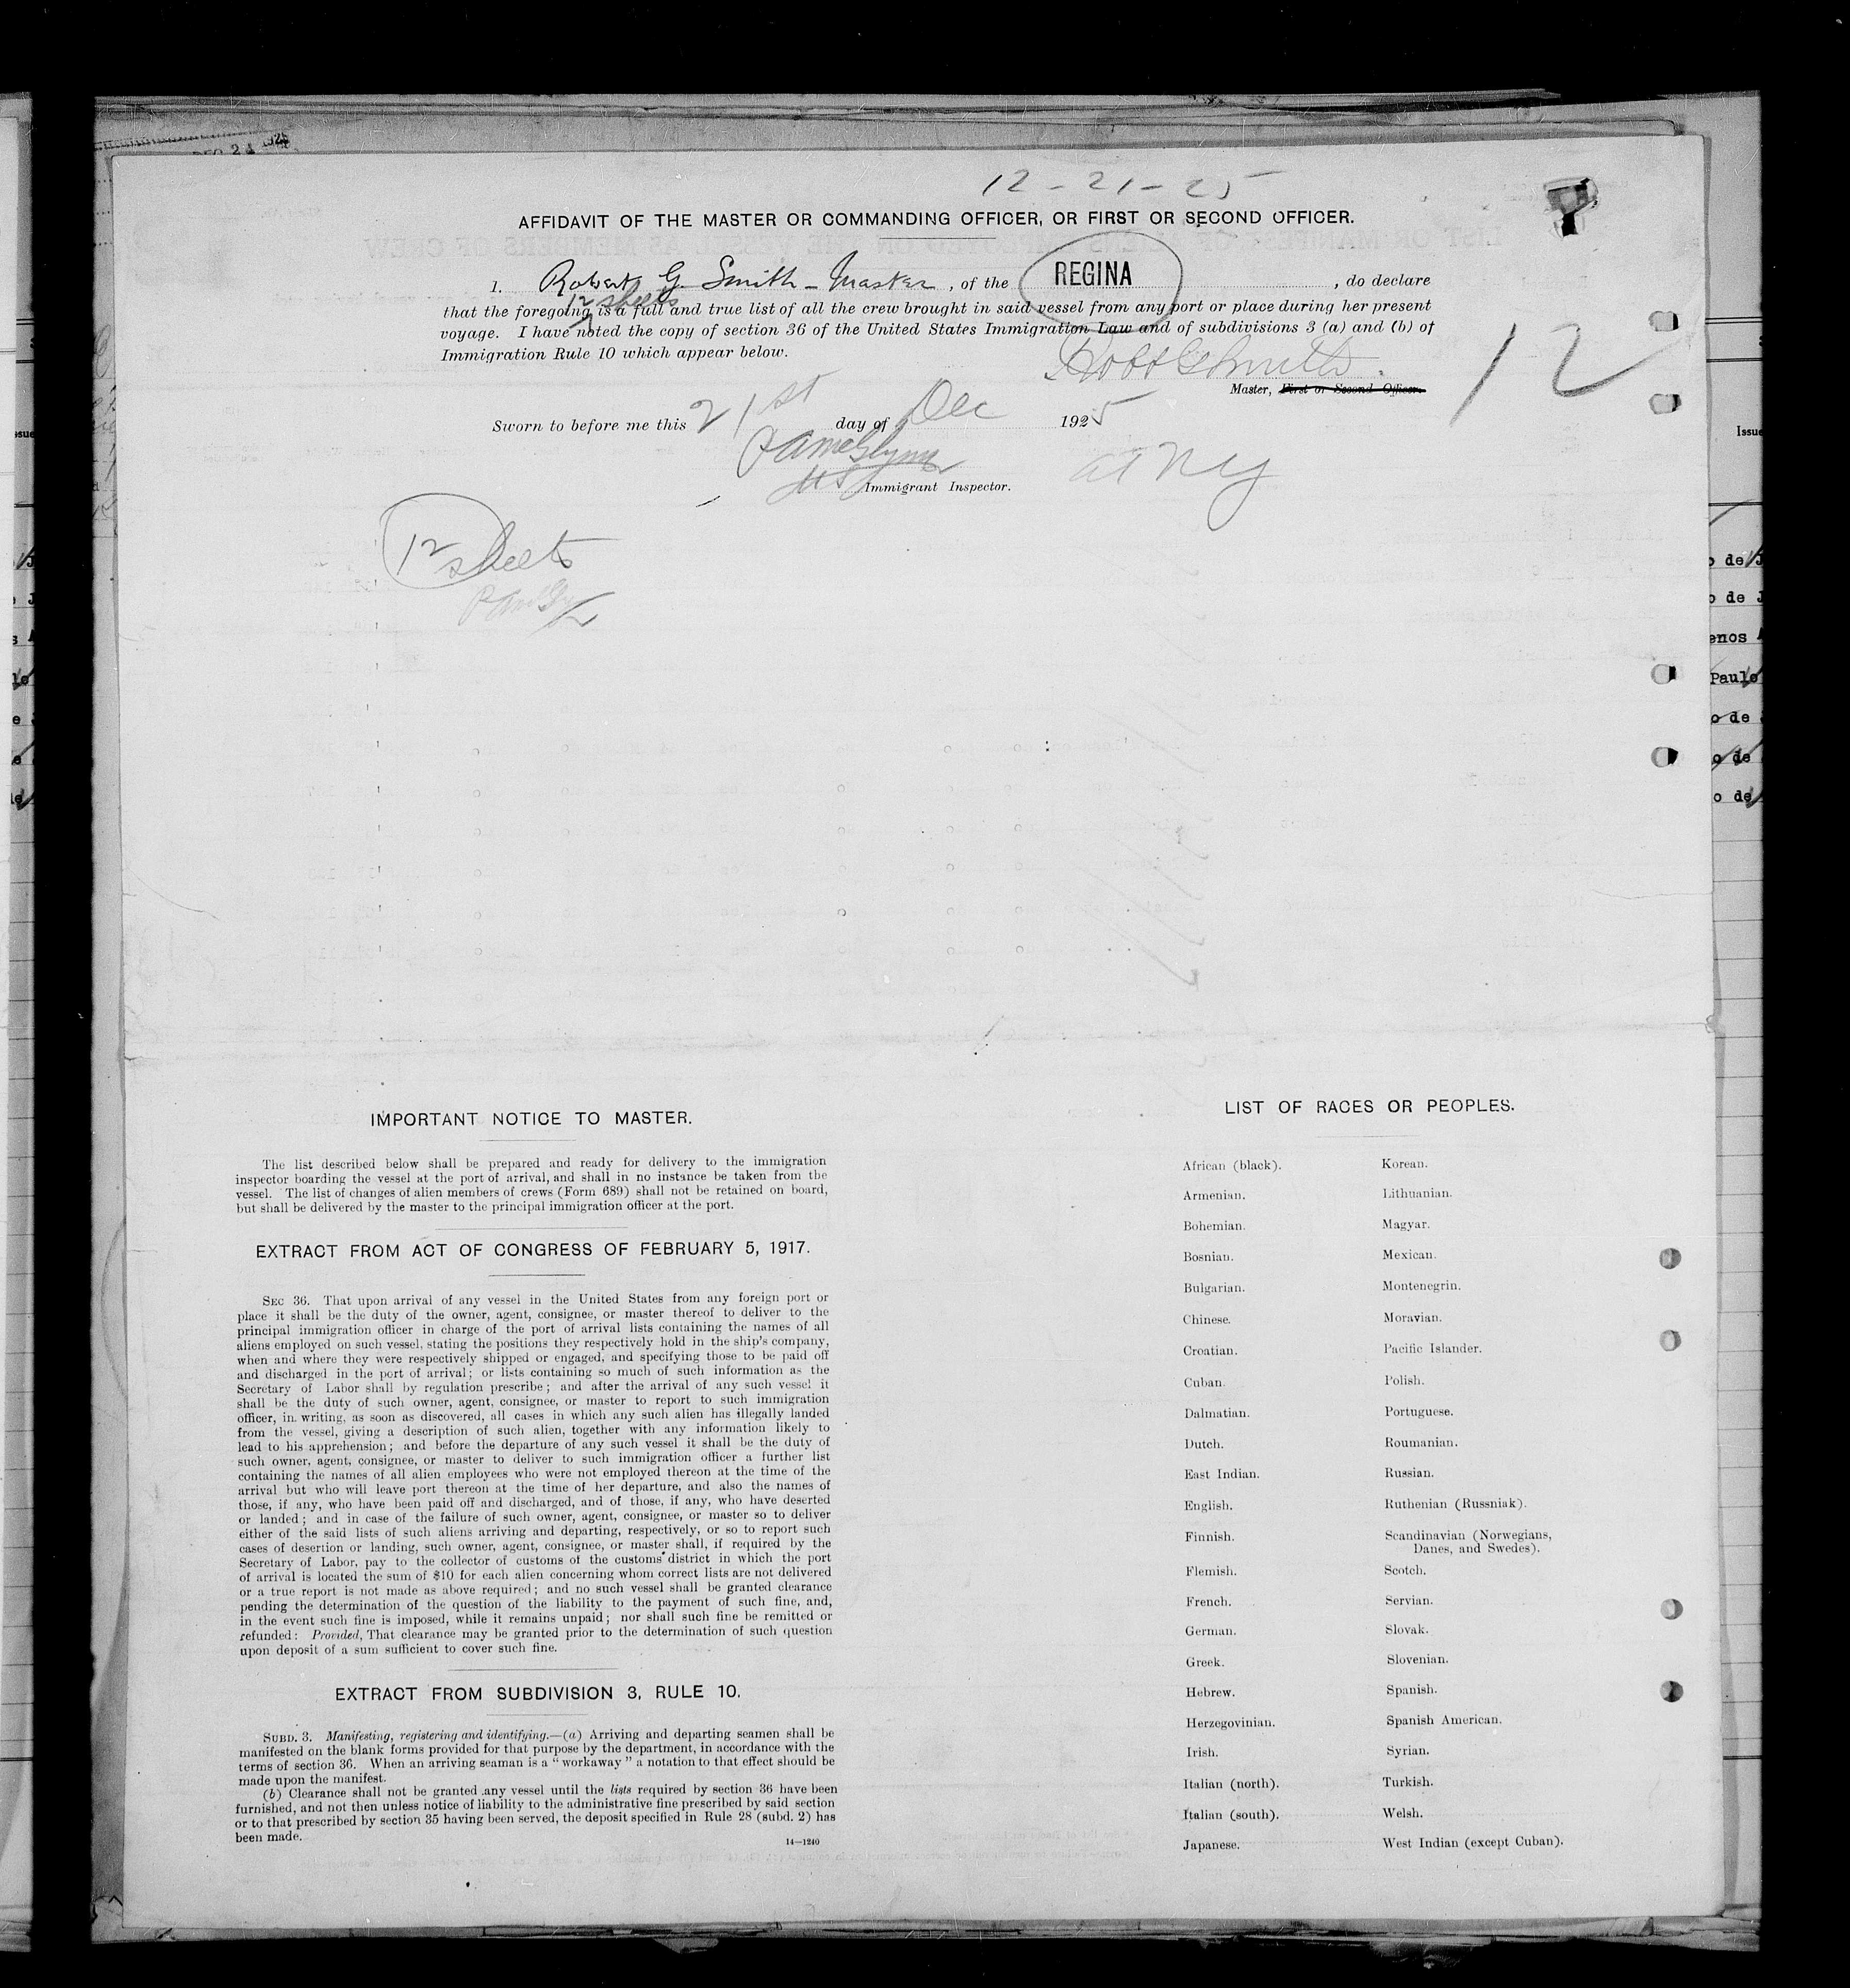 DEC 21 192
12 - 21 - 25
AFFIDAVIT OF THE MASTER OR COMMANDING OFFICER, OR FIRST OR SECOND OFFICER.
I, Robert G Smith - Master, of the REGINA, do declare
12 sheets
that the foregoing is a full and true list of all the crew brought in said vessel from any port or place during her present
voyage. I have noted the copy of section 36 of the United States Immigration Law and of subdivisions 3 (a) and (b) of
Immigration Rule 10 which appear below.
Robt G Smith.
Master, First or Second Officer.
12
Sworn to before me this 21st day of Dec 1925
at NY
Immigrant Inspector.
12 sheets
IMPORTANT NOTICE TO MASTER.
The list described below shall be prepared and ready for delivery to the immigration
inspector boarding the vessel at the port of arrival, and shall in no instance be taken from the
vessel. The list of changes of alien members of crews (Form 689) shall not be retained on board,
but shall be delivered by the master to the principal immigration officer at the port.
EXTRACT FROM ACT OF CONGRESS OF FEBRUARY 5, 1917.
SEC 36. That upon arrival of any vessel in the United States from any foreign port or
place it shall be the duty of the owner, agent, consignee, or master thereof to deliver to the
principal immigration officer in charge of the port of arrival lists containing the names of all
aliens employed on such vessel, stating the positions they respectively hold in the ship's company,
when and where they were respectively shipped or engaged, and specifying those to be paid off
and discharged in the port of arrival; or lists containing so much of such information as the
Secretary of Labor shall by regulation prescribe; and after the arrival of any such vessel it
shall be the duty of such owner, agent, consignee, or master to report to such immigration
officer, in writing, as soon as discovered, all cases in which any such alien has illegally landed
from the vessel, giving a description of such alien, together with any information likely to
lead to his apprehension; and before the departure of any such vessel it shall be the duty of
such owner, agent, consignee, or master to deliver to such immigration officer a further list
containing the names of all alien employees who were not employed thereon at the time of the
arrival but who will leave port thereon at the time of her departure, and also the names of
those, if any, who have been paid off and discharged, and of those, if any, who have deserted
or landed; and in case of the failure of such owner, agent, consignee, or master so to deliver
either of the said lists of such aliens arriving and departing, respectively, or so to report such
cases of desertion or landing, such owner, agent, consignee, or master shall, if required by the
Secretary of Labor, pay to the collector of customs of the customs district in which the port
of arrival is located the sum of $10 for each alien concerning whom correct lists are not delivered
or a true report is not made as above required; and no such vessel shall be granted clearance
pending the determination of the question of the liability to the payment of such fine, and,
in the event such fine is imposed, while it remains unpaid; nor shall such fine be remitted or
refunded: Provided, That clearance may be granted prior to the determination of such question
upon deposit of a sum sufficient to cover such fine.
EXTRACT FROM SUBDIVISION 3, RULE 10.
SUBD. 3. Manifesting, registering and identifying.—(a) Arriving and departing seamen shall be
manifested on the blank forms provided for that purpose by the department, in accordance with the
terms of section 36. When an arriving seaman is a "workaway" a notation to that effect should be
made upon the manifest.
(b) Clearance shall not be granted any vessel until the lists required by section 36 have been
furnished, and not then unless notice of liability to the administrative fine prescribed by said section
or to that prescribed by section 35 having been served, the deposit specified in Rule 28 (subd. 2) has
been made.
14—1240
LIST OF RACES OR PEOPLES.
African (black).
Armenian.
Bohemian.
Bosnian.
Bulgarian.
Chinese.
Croatian.
Cuban.
Dalmatian.
Dutch.
East Indian.
English.
Finnish.
Flemish.
French.
German.
Greek.
Hebrew.
Herzegovinian.
Irish.
Italian (north).
Italian (south).
Japanese.
Korean.
Lithuanian.
Magyar.
Mexican.
Montenegrin.
Moravian.
Pacific Islander.
Polish.
Portuguese.
Roumanian.
Russian.
Ruthenian (Russniak).
Scandinavian (Norwegians,
Danes, and Swedes).
Scotch.
Servian.
Slovak.
Slovenian.
Spanish.
Spanish American.
Syrian.
Turkish.
Welsh.
West Indian (except Cuban).
Issue
o de
o de J
enos
Paulo
o de
o de
o de